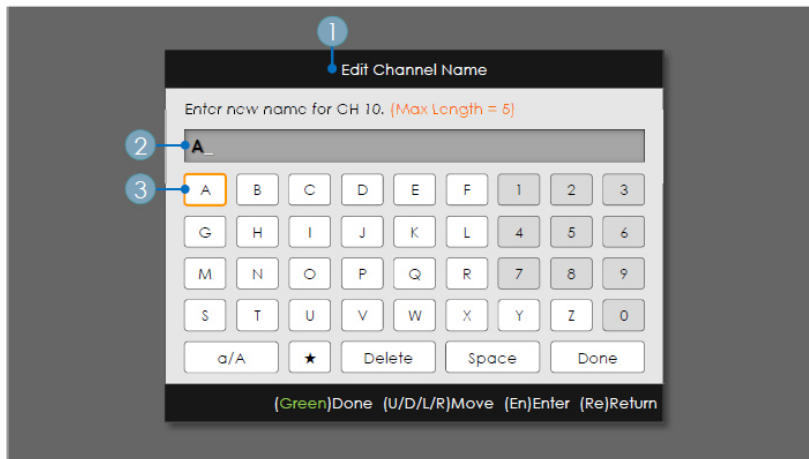 1
Edit Channel Name
Enter new name for CH 10. (Max Length = 5)
2
A_
3
A B C D E F 1 2 3
G H I J K L 4 5 6
M N O P Q R 7 8 9
S T U V W X Y Z 0
a/A ★ Delete Space Done
(Green)Done (U/D/L/R)Move (En)Enter (Re)Return